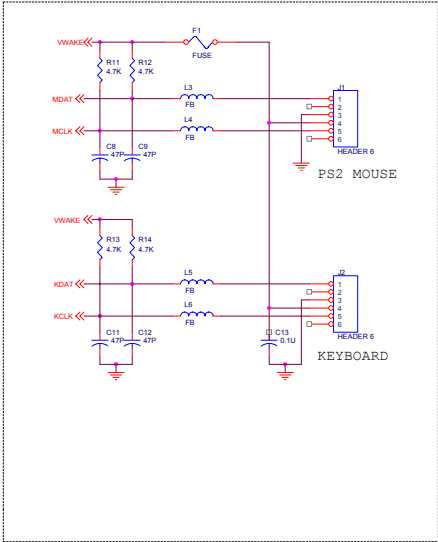 F1
VWAKE
FUSE
R11
4.7K
R12
4.7K
L3
FB
MDAT
J1
1
2
3
4
5
6
HEADER 6
L4
FB
MCLK
C8
47P
C9
47P
PS2 MOUSE
VWAKE
R13
4.7K
R14
4.7K
L5
FB
KDAT
J2
1
2
3
4
5
6
HEADER 6
L6
FB
KCLK
C11
47P
C12
47P
C13
0.1U
KEYBOARD